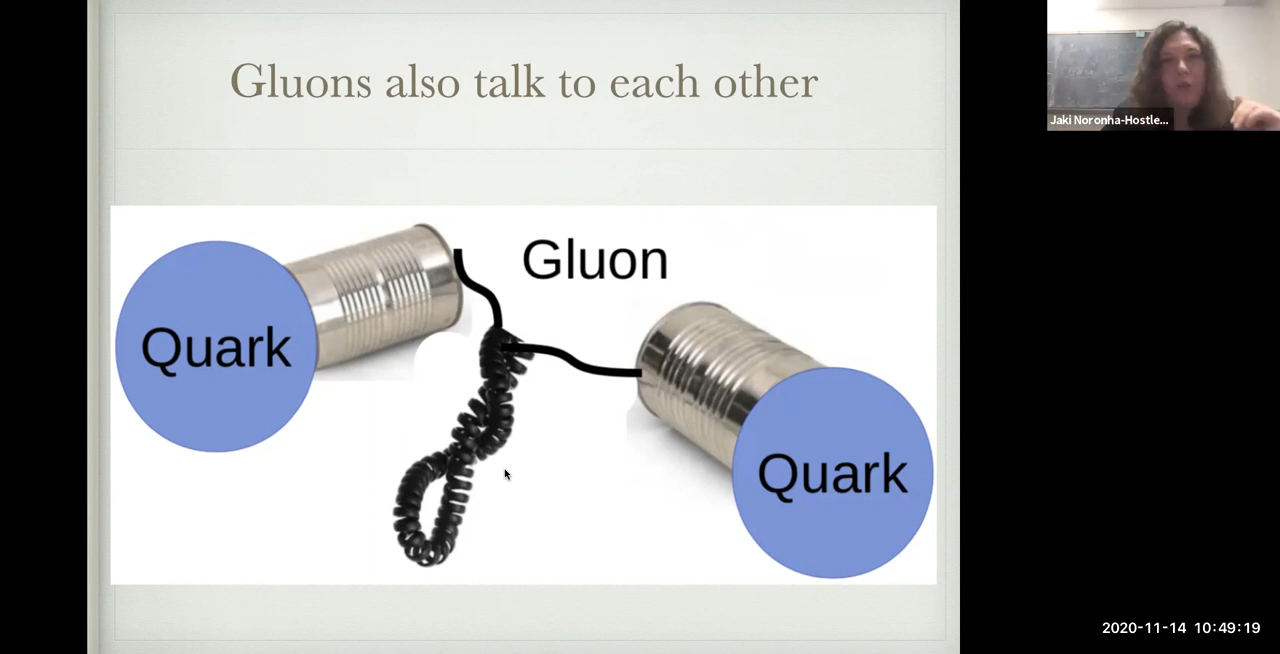 Gluons also talk to each other
Jaki Noronha-Hostle...
Gluon
Quark
Quark
2020-11-14 10:49:19